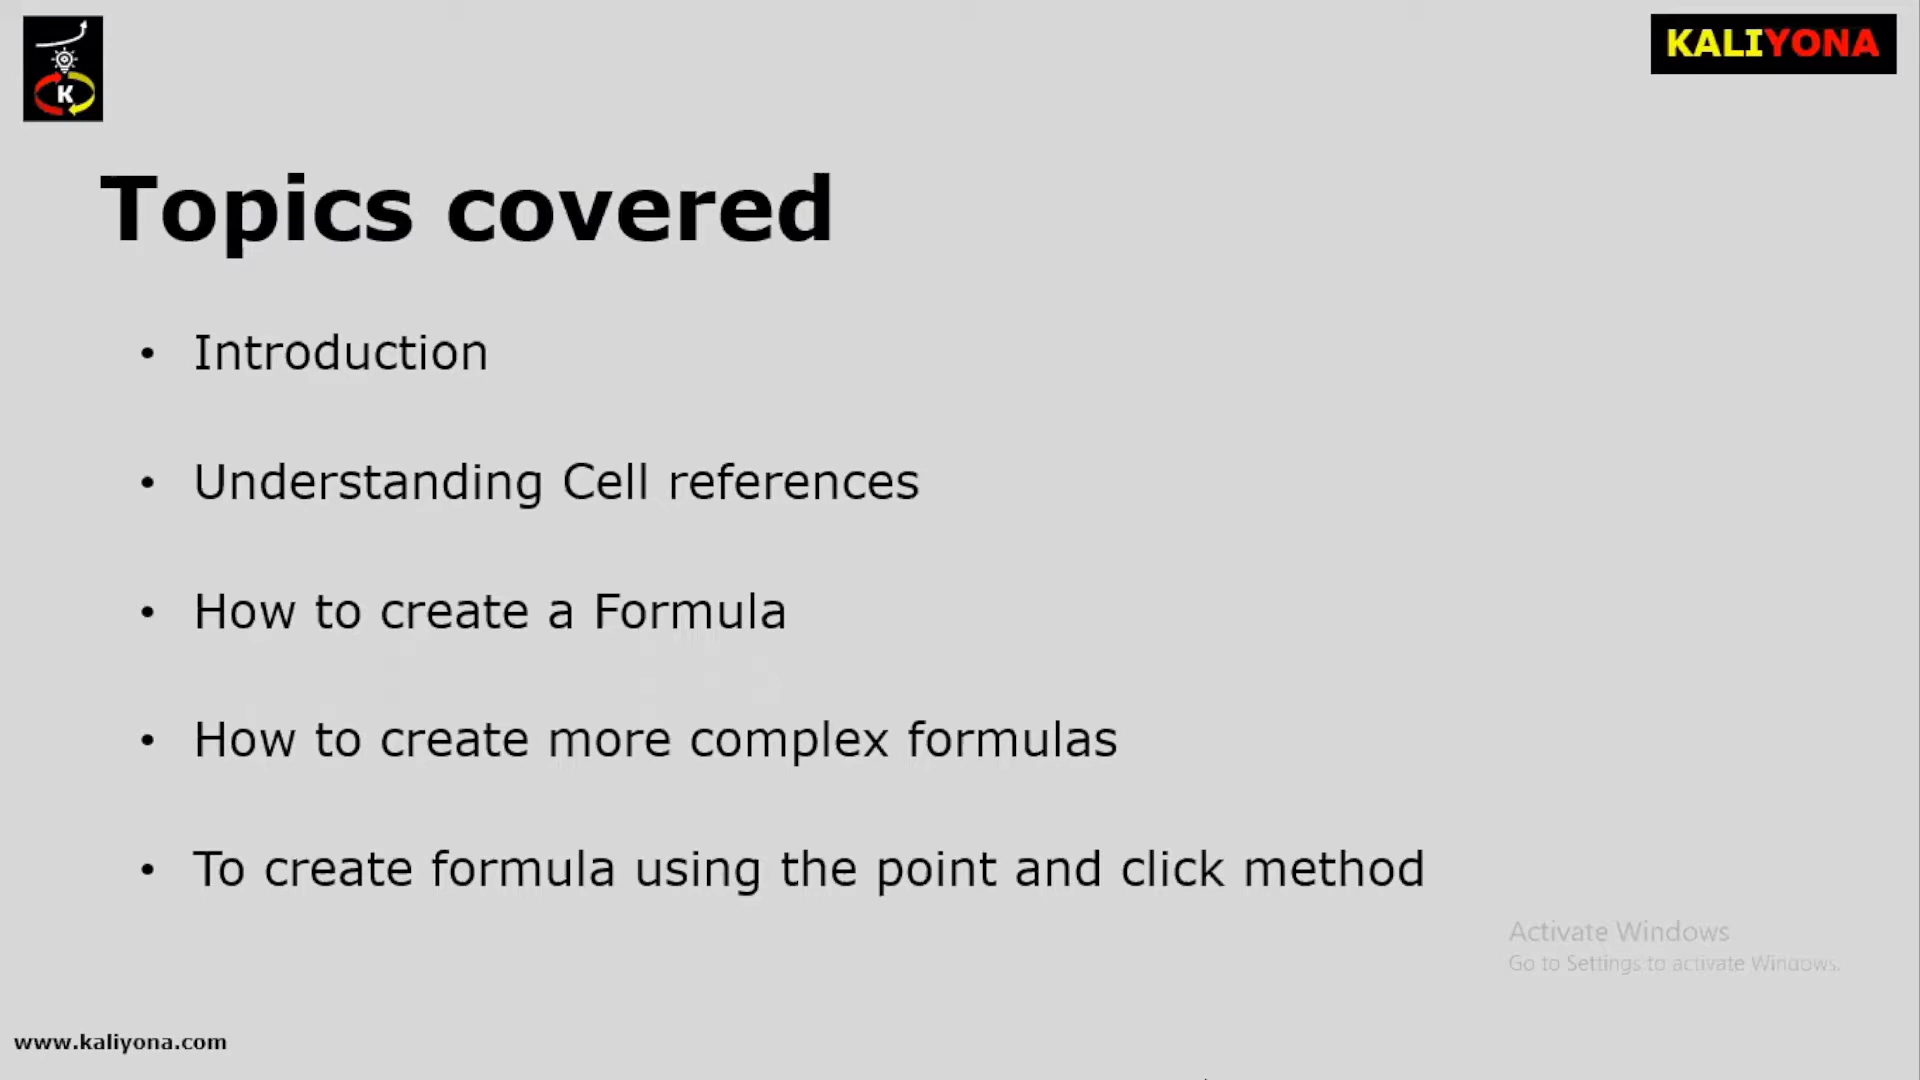 K
KALIYONA
Topics covered
• Introduction
• Understanding Cell references
• How to create a Formula
• How to create more complex formulas
• To create formula using the point and click method
Activate Windows
Go to Settings to activate Windows.
www.kaliyona.com